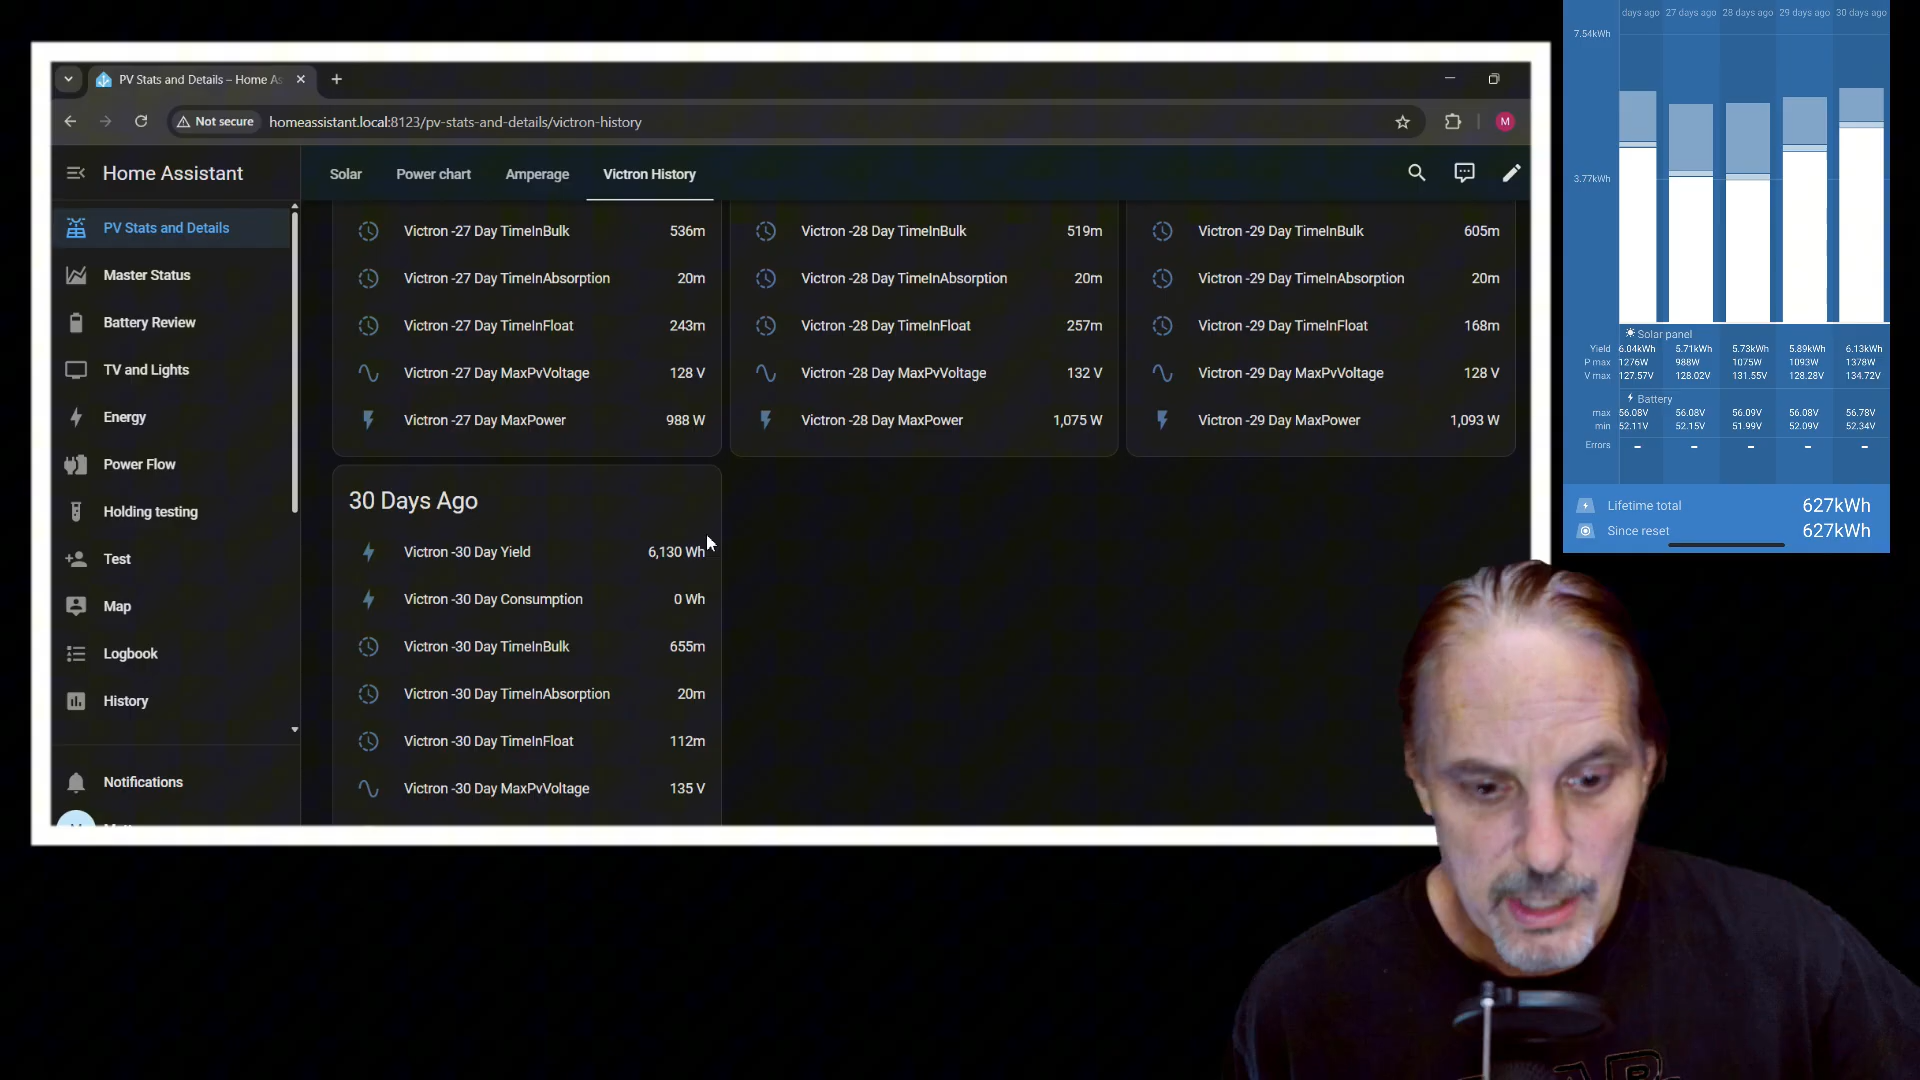 PV Stats and Details – Home As
Not secure
homeassistant.local:8123/pv-stats-and-details/victron-history
M
Home Assistant
Solar
Power chart
Amperage
Victron History
PV Stats and Details
Master Status
Battery Review
TV and Lights
Energy
Power Flow
Holding testing
Test
Map
Logbook
History
Notifications
Victron -27 Day TimeInBulk 536m
Victron -27 Day TimeInAbsorption 20m
Victron -27 Day TimeInFloat 243m
Victron -27 Day MaxPvVoltage 128 V
Victron -27 Day MaxPower 988 W
Victron -28 Day TimeInBulk 519m
Victron -28 Day TimeInAbsorption 20m
Victron -28 Day TimeInFloat 257m
Victron -28 Day MaxPvVoltage 132 V
Victron -28 Day MaxPower 1,075 W
Victron -29 Day TimeInBulk 605m
Victron -29 Day TimeInAbsorption 20m
Victron -29 Day TimeInFloat 168m
Victron -29 Day MaxPvVoltage 128 V
Victron -29 Day MaxPower 1,093 W
30 Days Ago
Victron -30 Day Yield 6,130 Wh
Victron -30 Day Consumption 0 Wh
Victron -30 Day TimeInBulk 655m
Victron -30 Day TimeInAbsorption 20m
Victron -30 Day TimeInFloat 112m
Victron -30 Day MaxPvVoltage 135 V
days ago 27 days ago 28 days ago 29 days ago 30 days ago
7.54kWh
3.77kWh
Solar panel
Yield 6.04kWh 5.71kWh 5.73kWh 5.89kWh 6.13kWh
P max 1276W 988W 1075W 1093W 1378W
V max 127.57V 128.02V 131.55V 128.28V 134.72V
Battery
max 56.08V 56.08V 56.09V 56.08V 56.78V
min 52.11V 52.15V 51.99V 52.09V 52.34V
Errors – – – – –
Lifetime total 627kWh
Since reset 627kWh